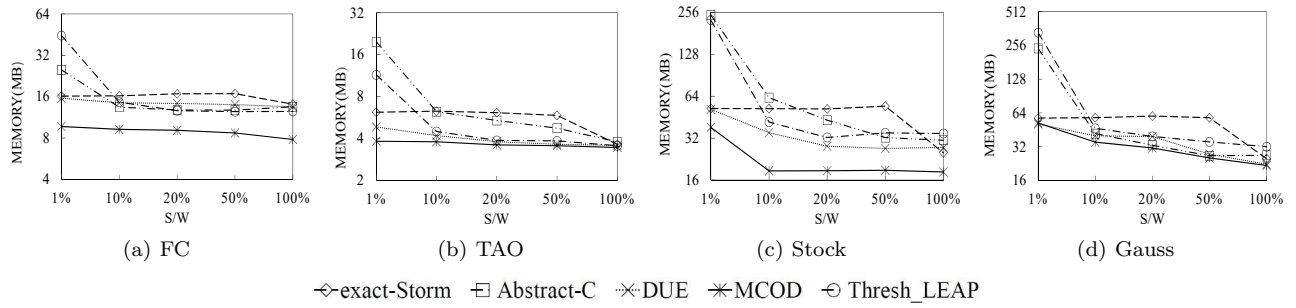 MEMORY(MB)
64
32
16
8
4
1% 10% 20% 50% 100%
S/W
(a) FC
MEMORY(MB)
32
16
8
4
2
1% 10% 20% 50% 100%
S/W
(b) TAO
MEMORY(MB)
256
128
64
32
16
1% 10% 20% 50% 100%
S/W
(c) Stock
MEMORY(MB)
512
256
128
64
32
16
1% 10% 20% 50% 100%
S/W
(d) Gauss
exact-Storm Abstract-C DUE MCOD Thresh_LEAP